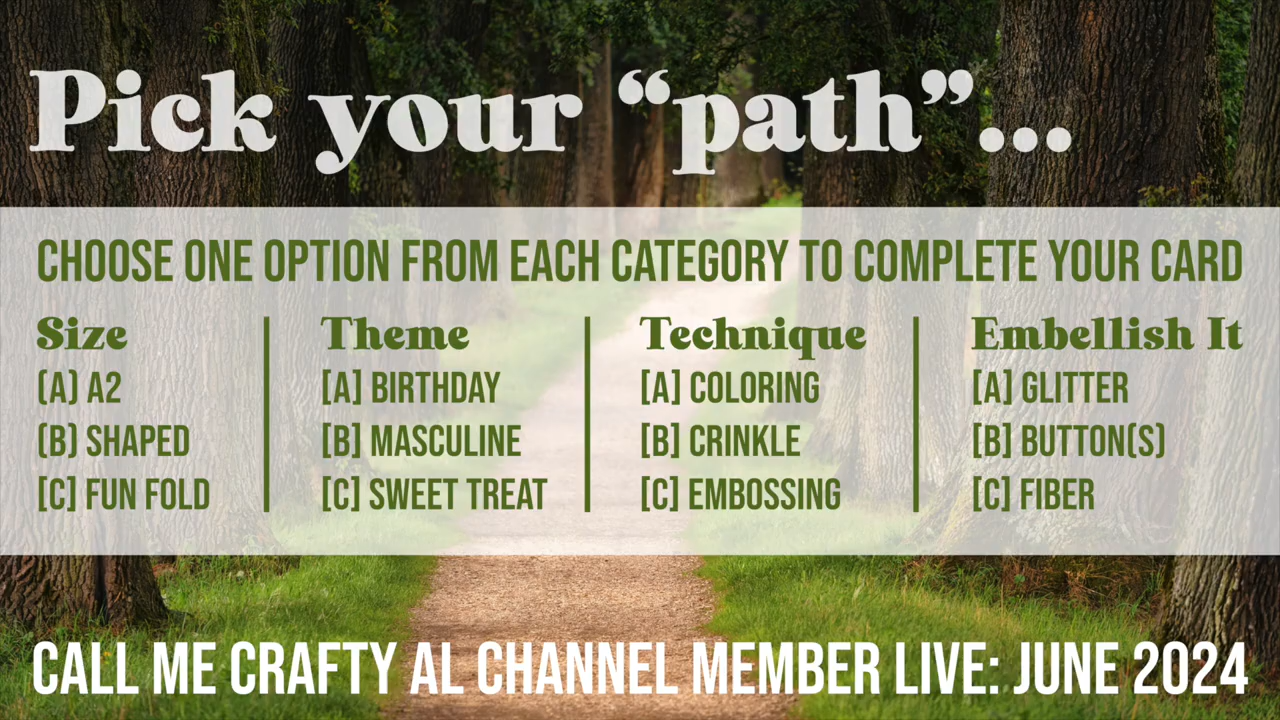 Pick your “path”...
CHOOSE ONE OPTION FROM EACH CATEGORY TO COMPLETE YOUR CARD
Size
(A) A2
(B) SHAPED
[C] FUN FOLD
Theme
[A] BIRTHDAY
[B] MASCULINE
[C] SWEET TREAT
Technique
[A] COLORING
[B] CRINKLE
[C] EMBOSSING
Embellish It
[A] GLITTER
[B] BUTTON(S)
[C] FIBER
CALL ME CRAFTY AL CHANNEL MEMBER LIVE: JUNE 2024